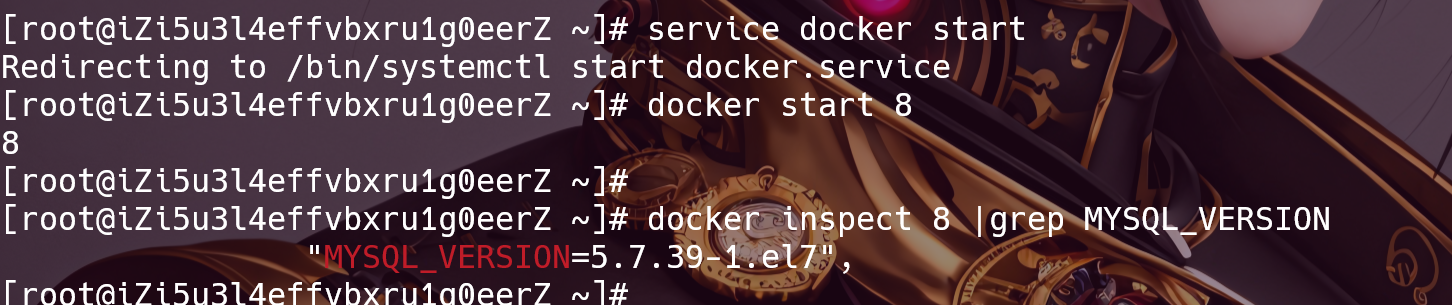 [root@iZi5u3l4effvbxru1g0eerZ ~]# service docker start
Redirecting to /bin/systemctl start docker.service
[root@iZi5u3l4effvbxru1g0eerZ ~]# docker start 8
8
[root@iZi5u3l4effvbxru1g0eerZ ~]#
[root@iZi5u3l4effvbxru1g0eerZ ~]# docker inspect 8 |grep MYSQL_VERSION
                "MYSQL_VERSION=5.7.39-1.el7",
[root@iZi5u3l4effvbxru1g0eerZ ~]#